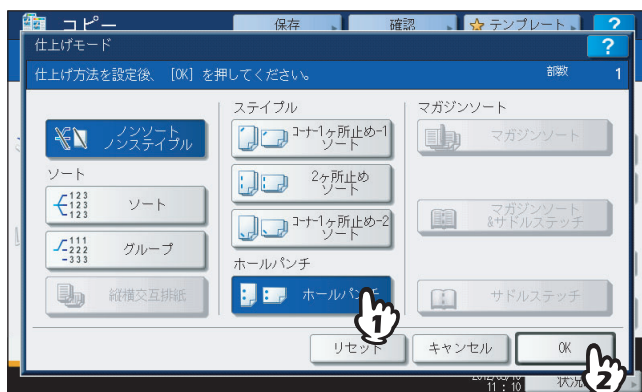 コピー
保存
確認
テンプレート
?
仕上げモード
?
仕上げ方法を設定後、[OK] を押してください。
部数 1
ノンソート
ノンステイプル
ソート
123
123
123
ソート
111
-222
-333
グループ
縦横交互排紙
ステイプル
コーナー1ヶ所止め-1
ソート
2ヶ所止め
ソート
コーナー1ヶ所止め-2
ソート
ホールパンチ
ホールパンチ
1
マガジンソート
マガジンソート
マガジンソート
&サドルステッチ
サドルステッチ
リセット
キャンセル
OK
2
11 : 10
状況